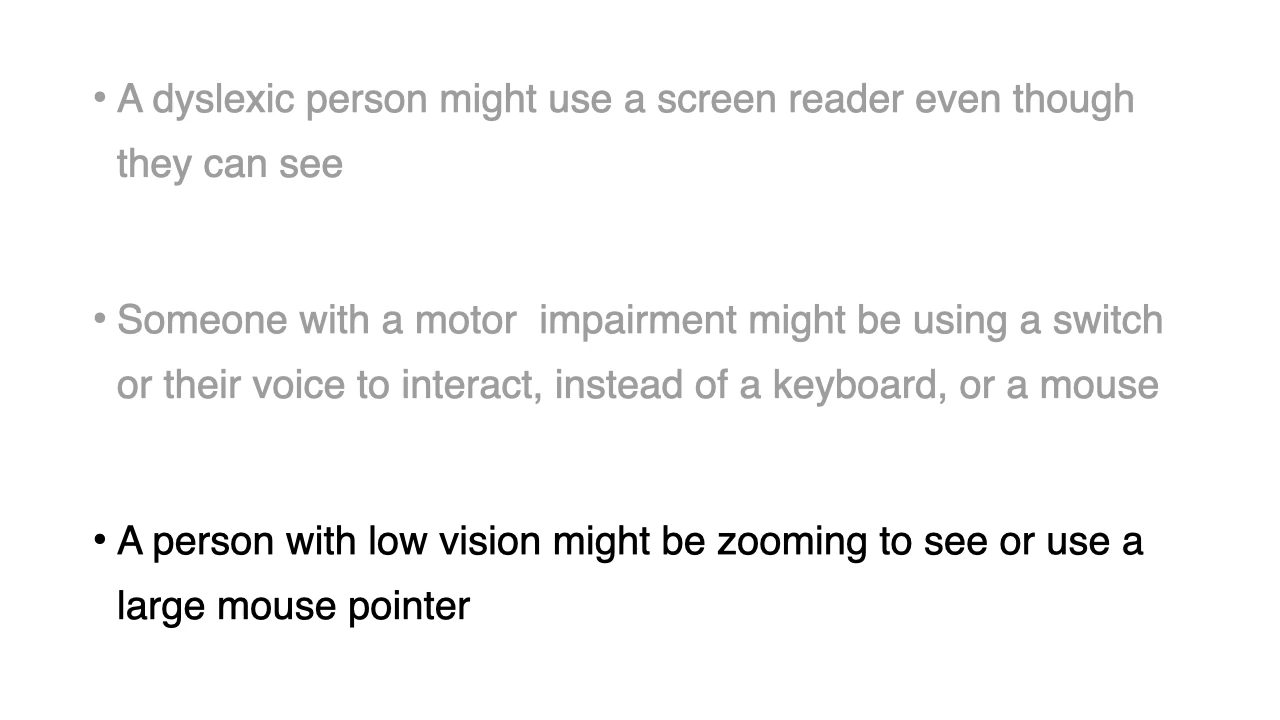 • A dyslexic person might use a screen reader even though
they can see
• Someone with a motor  impairment might be using a switch
or their voice to interact, instead of a keyboard, or a mouse
• A person with low vision might be zooming to see or use a
large mouse pointer